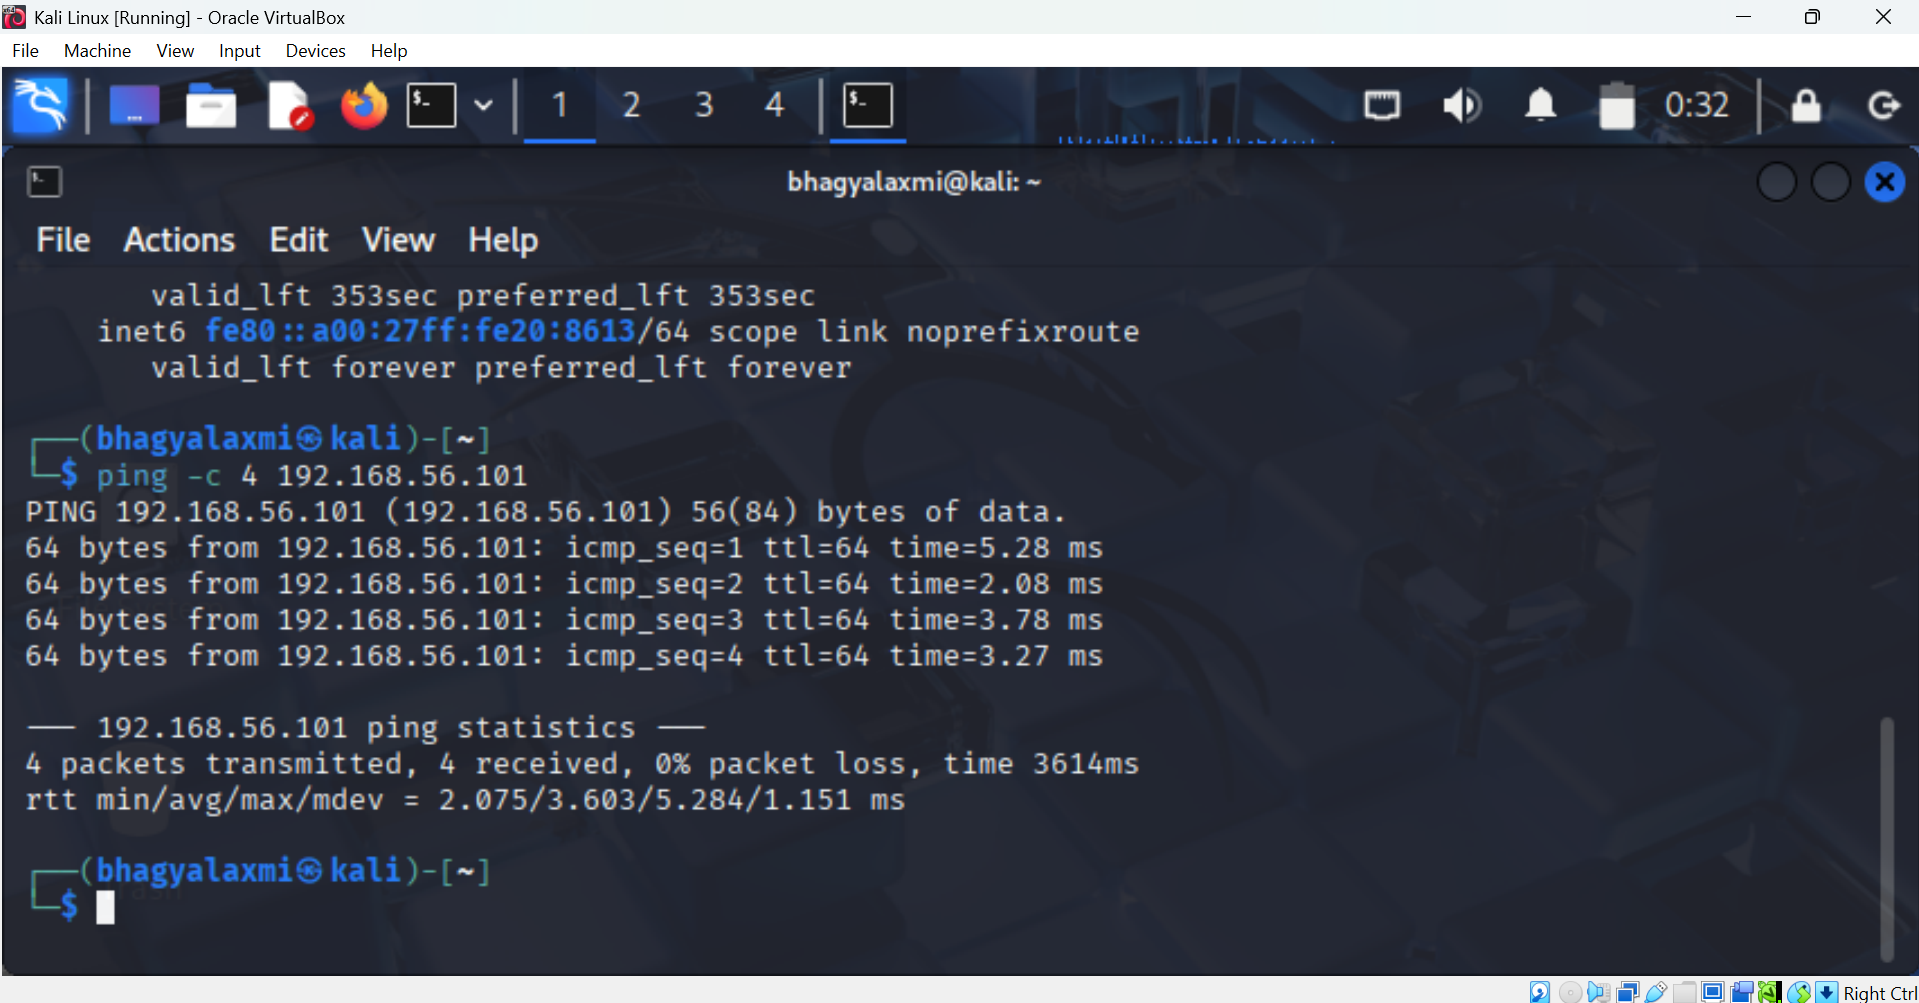 Kali Linux [Running] - Oracle VirtualBox
File Machine View Input Devices Help
$- 1 2 3 4 $- 0:32
bhagyalaxmi@kali: ~
File Actions Edit View Help
valid_lft 353sec preferred_lft 353sec
inet6 fe80::a00:27ff:fe20:8613/64 scope link noprefixroute
valid_lft forever preferred_lft forever
┌──(bhagyalaxmi㉿kali)-[~]
└─$ ping -c 4 192.168.56.101
PING 192.168.56.101 (192.168.56.101) 56(84) bytes of data.
64 bytes from 192.168.56.101: icmp_seq=1 ttl=64 time=5.28 ms
64 bytes from 192.168.56.101: icmp_seq=2 ttl=64 time=2.08 ms
64 bytes from 192.168.56.101: icmp_seq=3 ttl=64 time=3.78 ms
64 bytes from 192.168.56.101: icmp_seq=4 ttl=64 time=3.27 ms
--- 192.168.56.101 ping statistics ---
4 packets transmitted, 4 received, 0% packet loss, time 3614ms
rtt min/avg/max/mdev = 2.075/3.603/5.284/1.151 ms
┌──(bhagyalaxmi㉿kali)-[~]
└─$
Right Ctrl